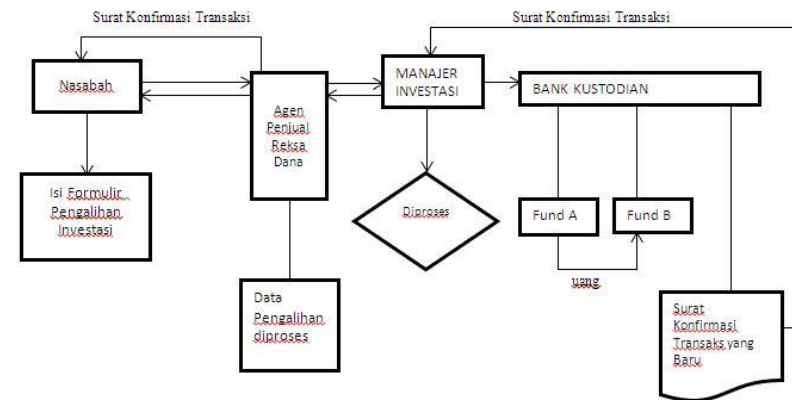 Surat Konfirmasi Transaksi
Surat Konfirmasi Transaksi
Nasabah
Agen
Penjual
Reksa
Dana
MANAJER
INVESTASI
BANK KUSTODIAN
Isi Formulir
Pengalihan
Investasi
Diproses
Fund A
Fund B
uang
Data
Pengalihan
diproses
Surat
Konfirmasi
Transaks yang
Baru